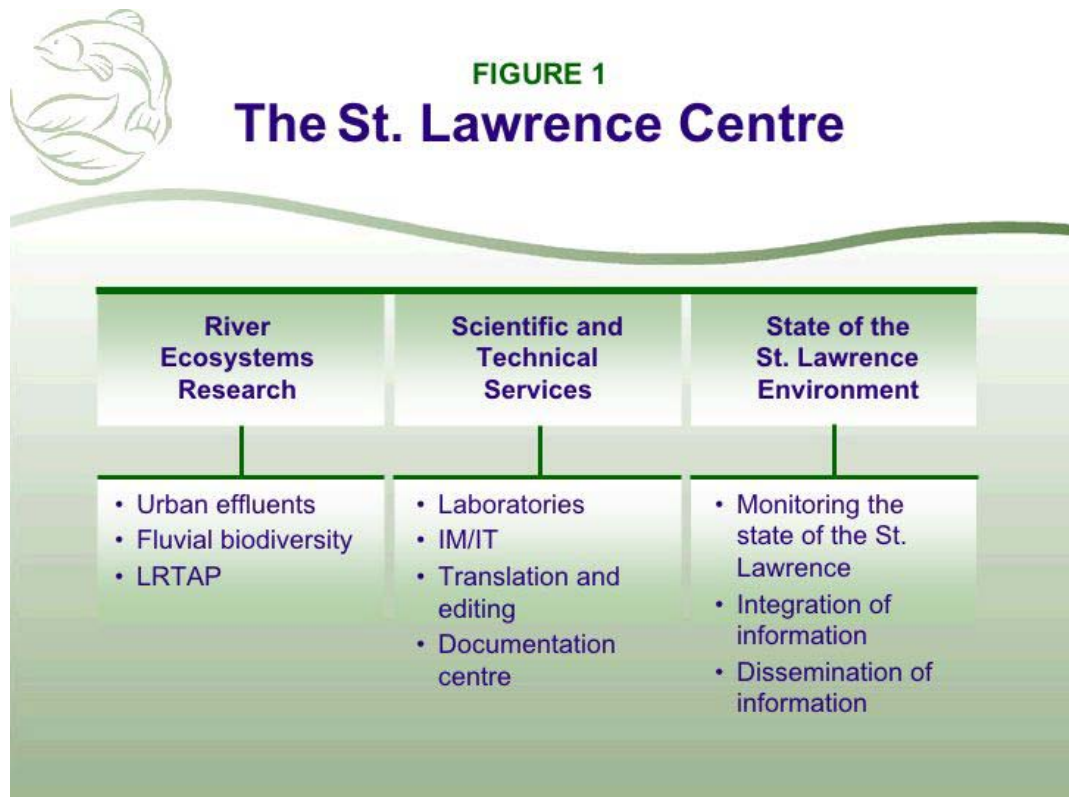 FIGURE 1
The St. Lawrence Centre
River
Ecosystems
Research
• Urban effluents
• Fluvial biodiversity
• LRTAP
Scientific and
Technical
Services
• Laboratories
• IM/IT
• Translation and
editing
• Documentation
centre
State of the
St. Lawrence
Environment
• Monitoring the
state of the St.
Lawrence
• Integration of
information
• Dissemination of
information